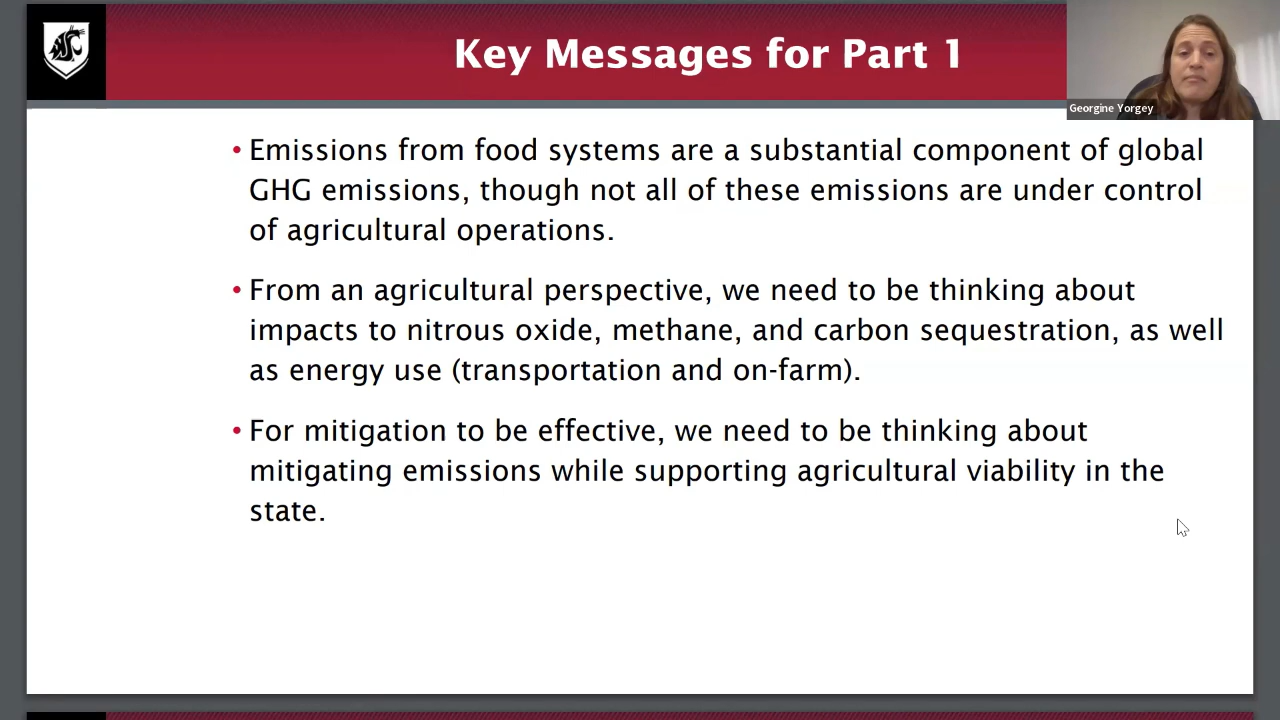 Key Messages for Part 1
Georgine Yorgey
• Emissions from food systems are a substantial component of global
GHG emissions, though not all of these emissions are under control
of agricultural operations.
• From an agricultural perspective, we need to be thinking about
impacts to nitrous oxide, methane, and carbon sequestration, as well
as energy use (transportation and on-farm).
• For mitigation to be effective, we need to be thinking about
mitigating emissions while supporting agricultural viability in the
state.